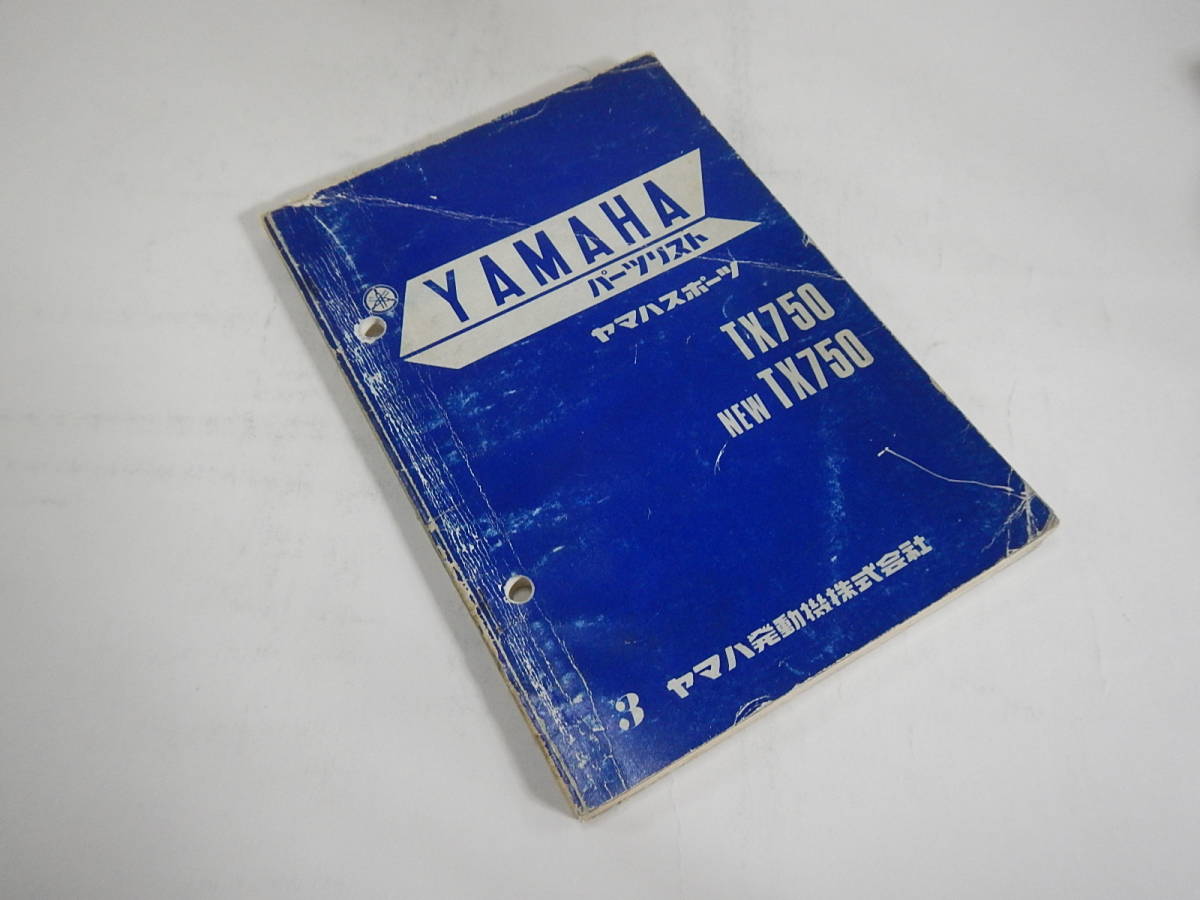 YAMAHA
パーツリスト
ヤマハスポーツ
TX750
NEW TX750
ヤマハ発動機株式会社
3